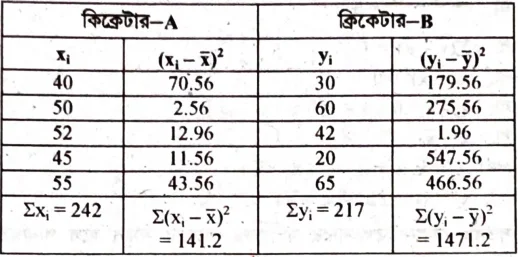 কিক্রেটার–A ক্রিকেটার–B
xᵢ (xᵢ – x̄)² yᵢ (yᵢ – ȳ)²
40 70.56 30 179.56
50 2.56 60 275.56
52 12.96 42 1.96
45 11.56 20 547.56
55 43.56 65 466.56
Σxᵢ = 242 Σ(xᵢ – x̄)² Σyᵢ = 217 Σ(yᵢ – ȳ)²
= 141.2 = 1471.2